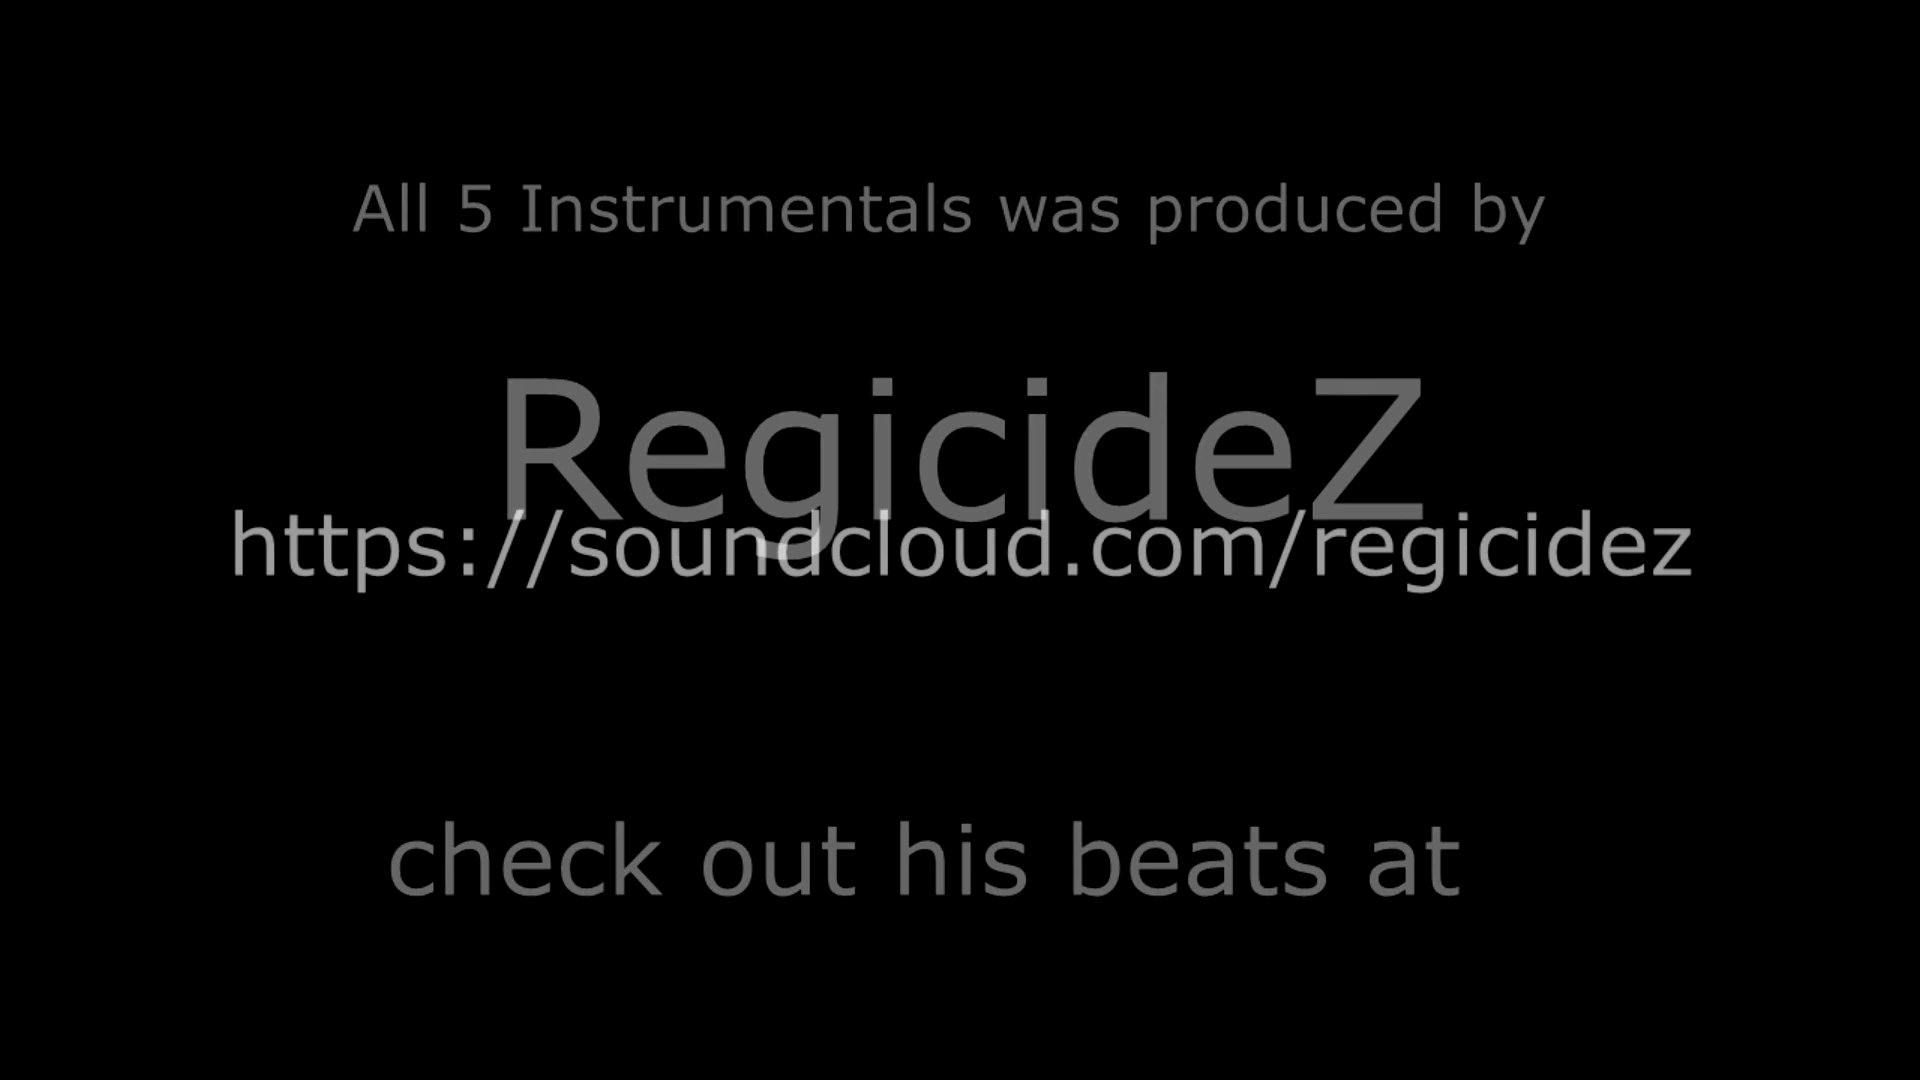 All 5 Instrumentals was produced by
RegicideZ
https://soundcloud.com/regicidez
check out his beats at